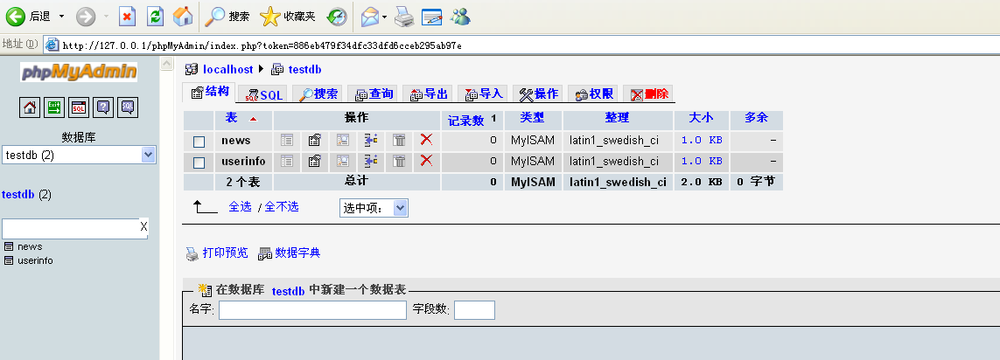 后退 搜索 收藏夹
地址(D) http://127.0.0.1/phpMyAdmin/index.php?token=886eb479f34dfc33dfd6cceb295ab97e
phpMyAdmin
SQL ? SQL
数据库
testdb (2)
testdb (2)
X
news
userinfo
localhost testdb
结构 SQL 搜索 查询 导出 导入 操作 权限 删除
表 操作 记录数 1 类型 整理 大小 多余
news 0 MyISAM latin1_swedish_ci 1.0 KB -
userinfo 0 MyISAM latin1_swedish_ci 1.0 KB -
2 个表 总计 0 MyISAM latin1_swedish_ci 2.0 KB 0 字节
全选 / 全不选 选中项:
打印预览 数据字典
在数据库 testdb 中新建一个数据表
名字: 字段数: